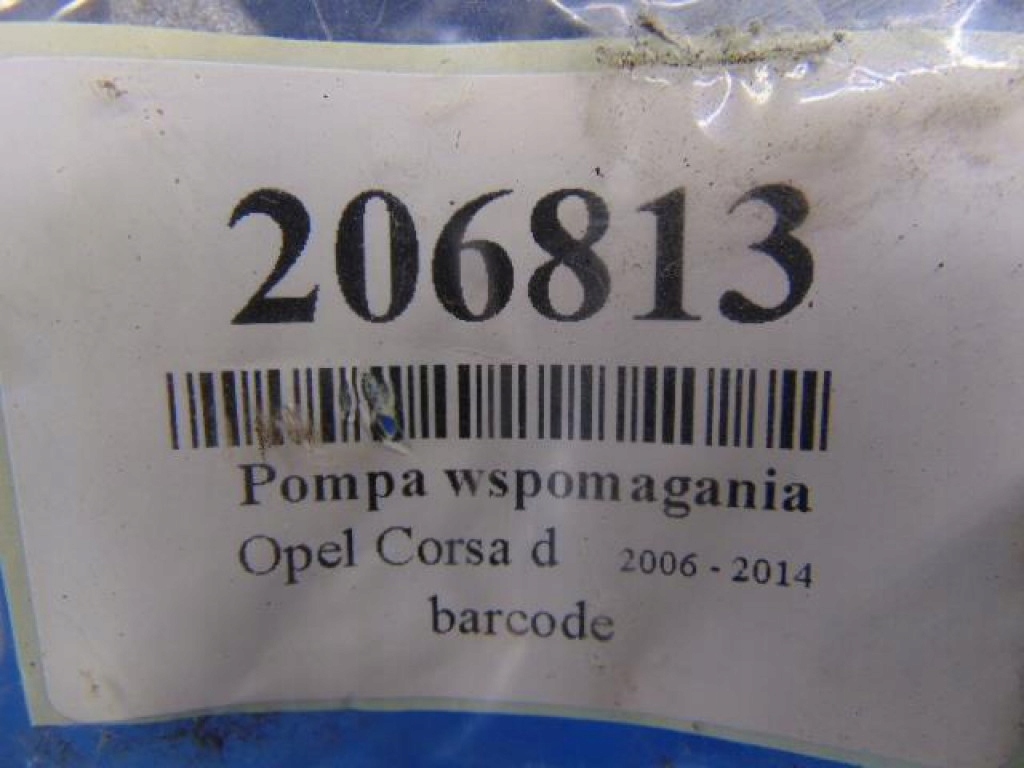 206813
Pompa wspomagania
Opel Corsa d 2006 - 2014
barcode